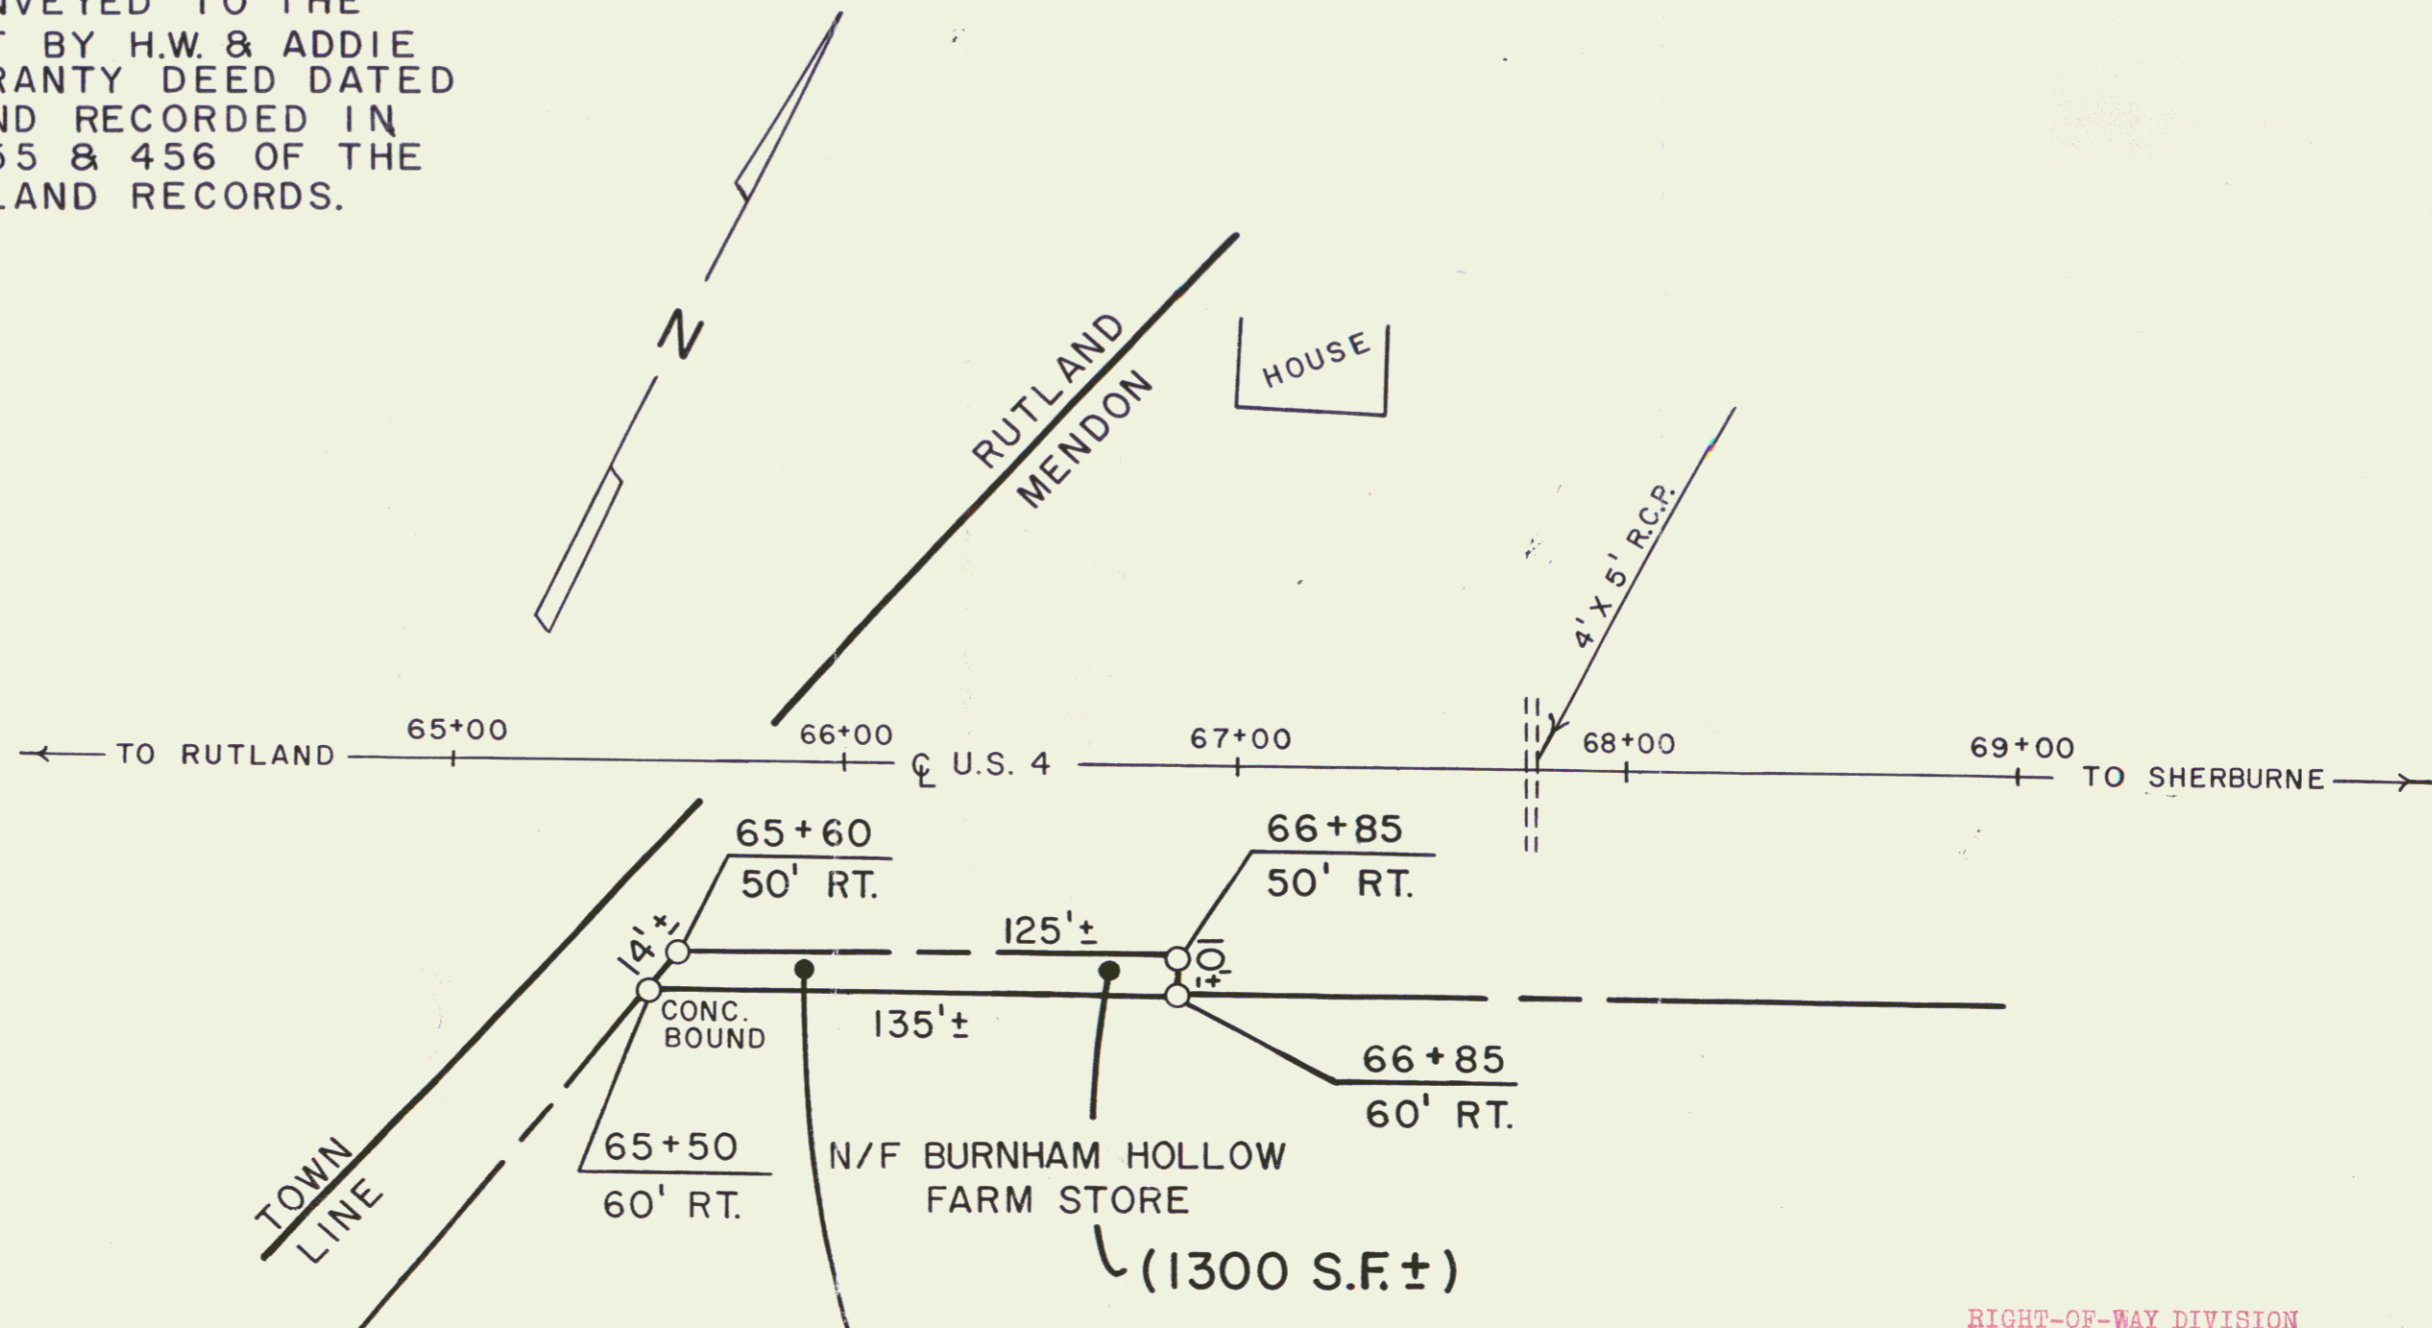 T BY H.W. & ADDIE
RANTY DEED DATED
ND RECORDED IN
55 & 456 OF THE
LAND RECORDS.
N
RUTLAND
MENDON
HOUSE
4' X 5' R.C.P.
65+00
66+00
67+00
68+00
69+00
TO RUTLAND
℄ U.S. 4
TO SHERBURNE
65+60
50' RT.
66+85
50' RT.
14'±
125'±
10'±
CONC.
BOUND
135'±
66+85
60' RT.
65+50
60' RT.
TOWN
LINE
N/F BURNHAM HOLLOW
FARM STORE
(1300 S.F.±)
RIGHT-OF-WAY DIVISION